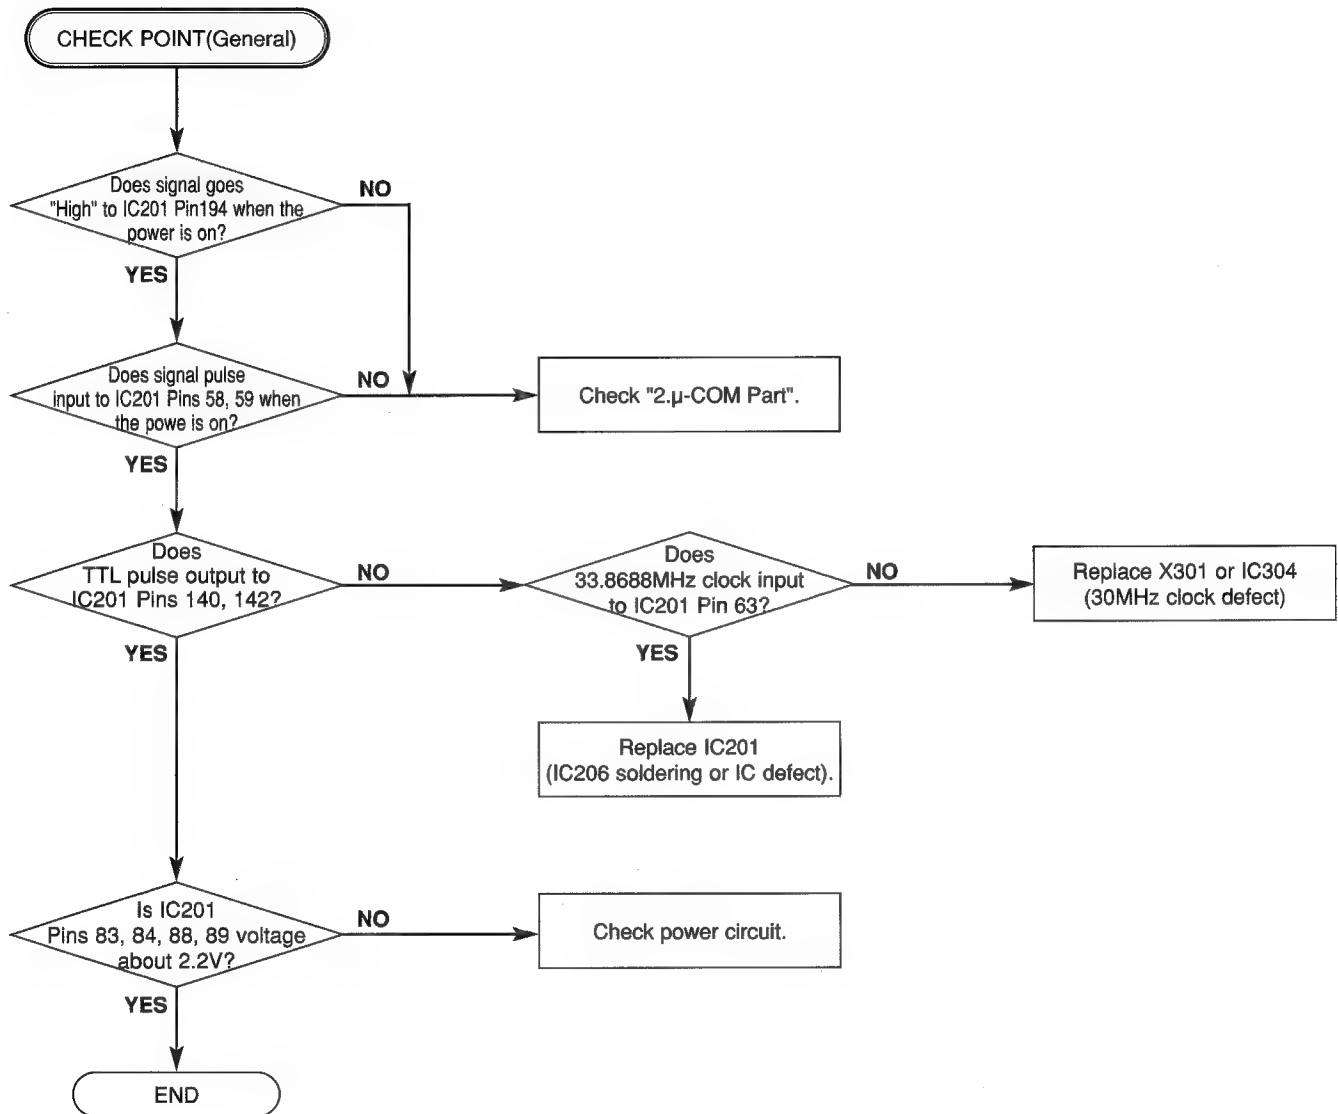 CHECK POINT(General)
Does signal goes
"High" to IC201 Pin194 when the
power is on?
NO
YES
Does signal pulse
input to IC201 Pins 58, 59 when
the powe is on?
NO
Check "2.µ-COM Part".
YES
Does
TTL pulse output to
IC201 Pins 140, 142?
NO
Does
33.8688MHz clock input
to IC201 Pin 63?
NO
Replace X301 or IC304
(30MHz clock defect)
YES
YES
Replace IC201
(IC206 soldering or IC defect).
Is IC201
Pins 83, 84, 88, 89 voltage
about 2.2V?
NO
Check power circuit.
YES
END